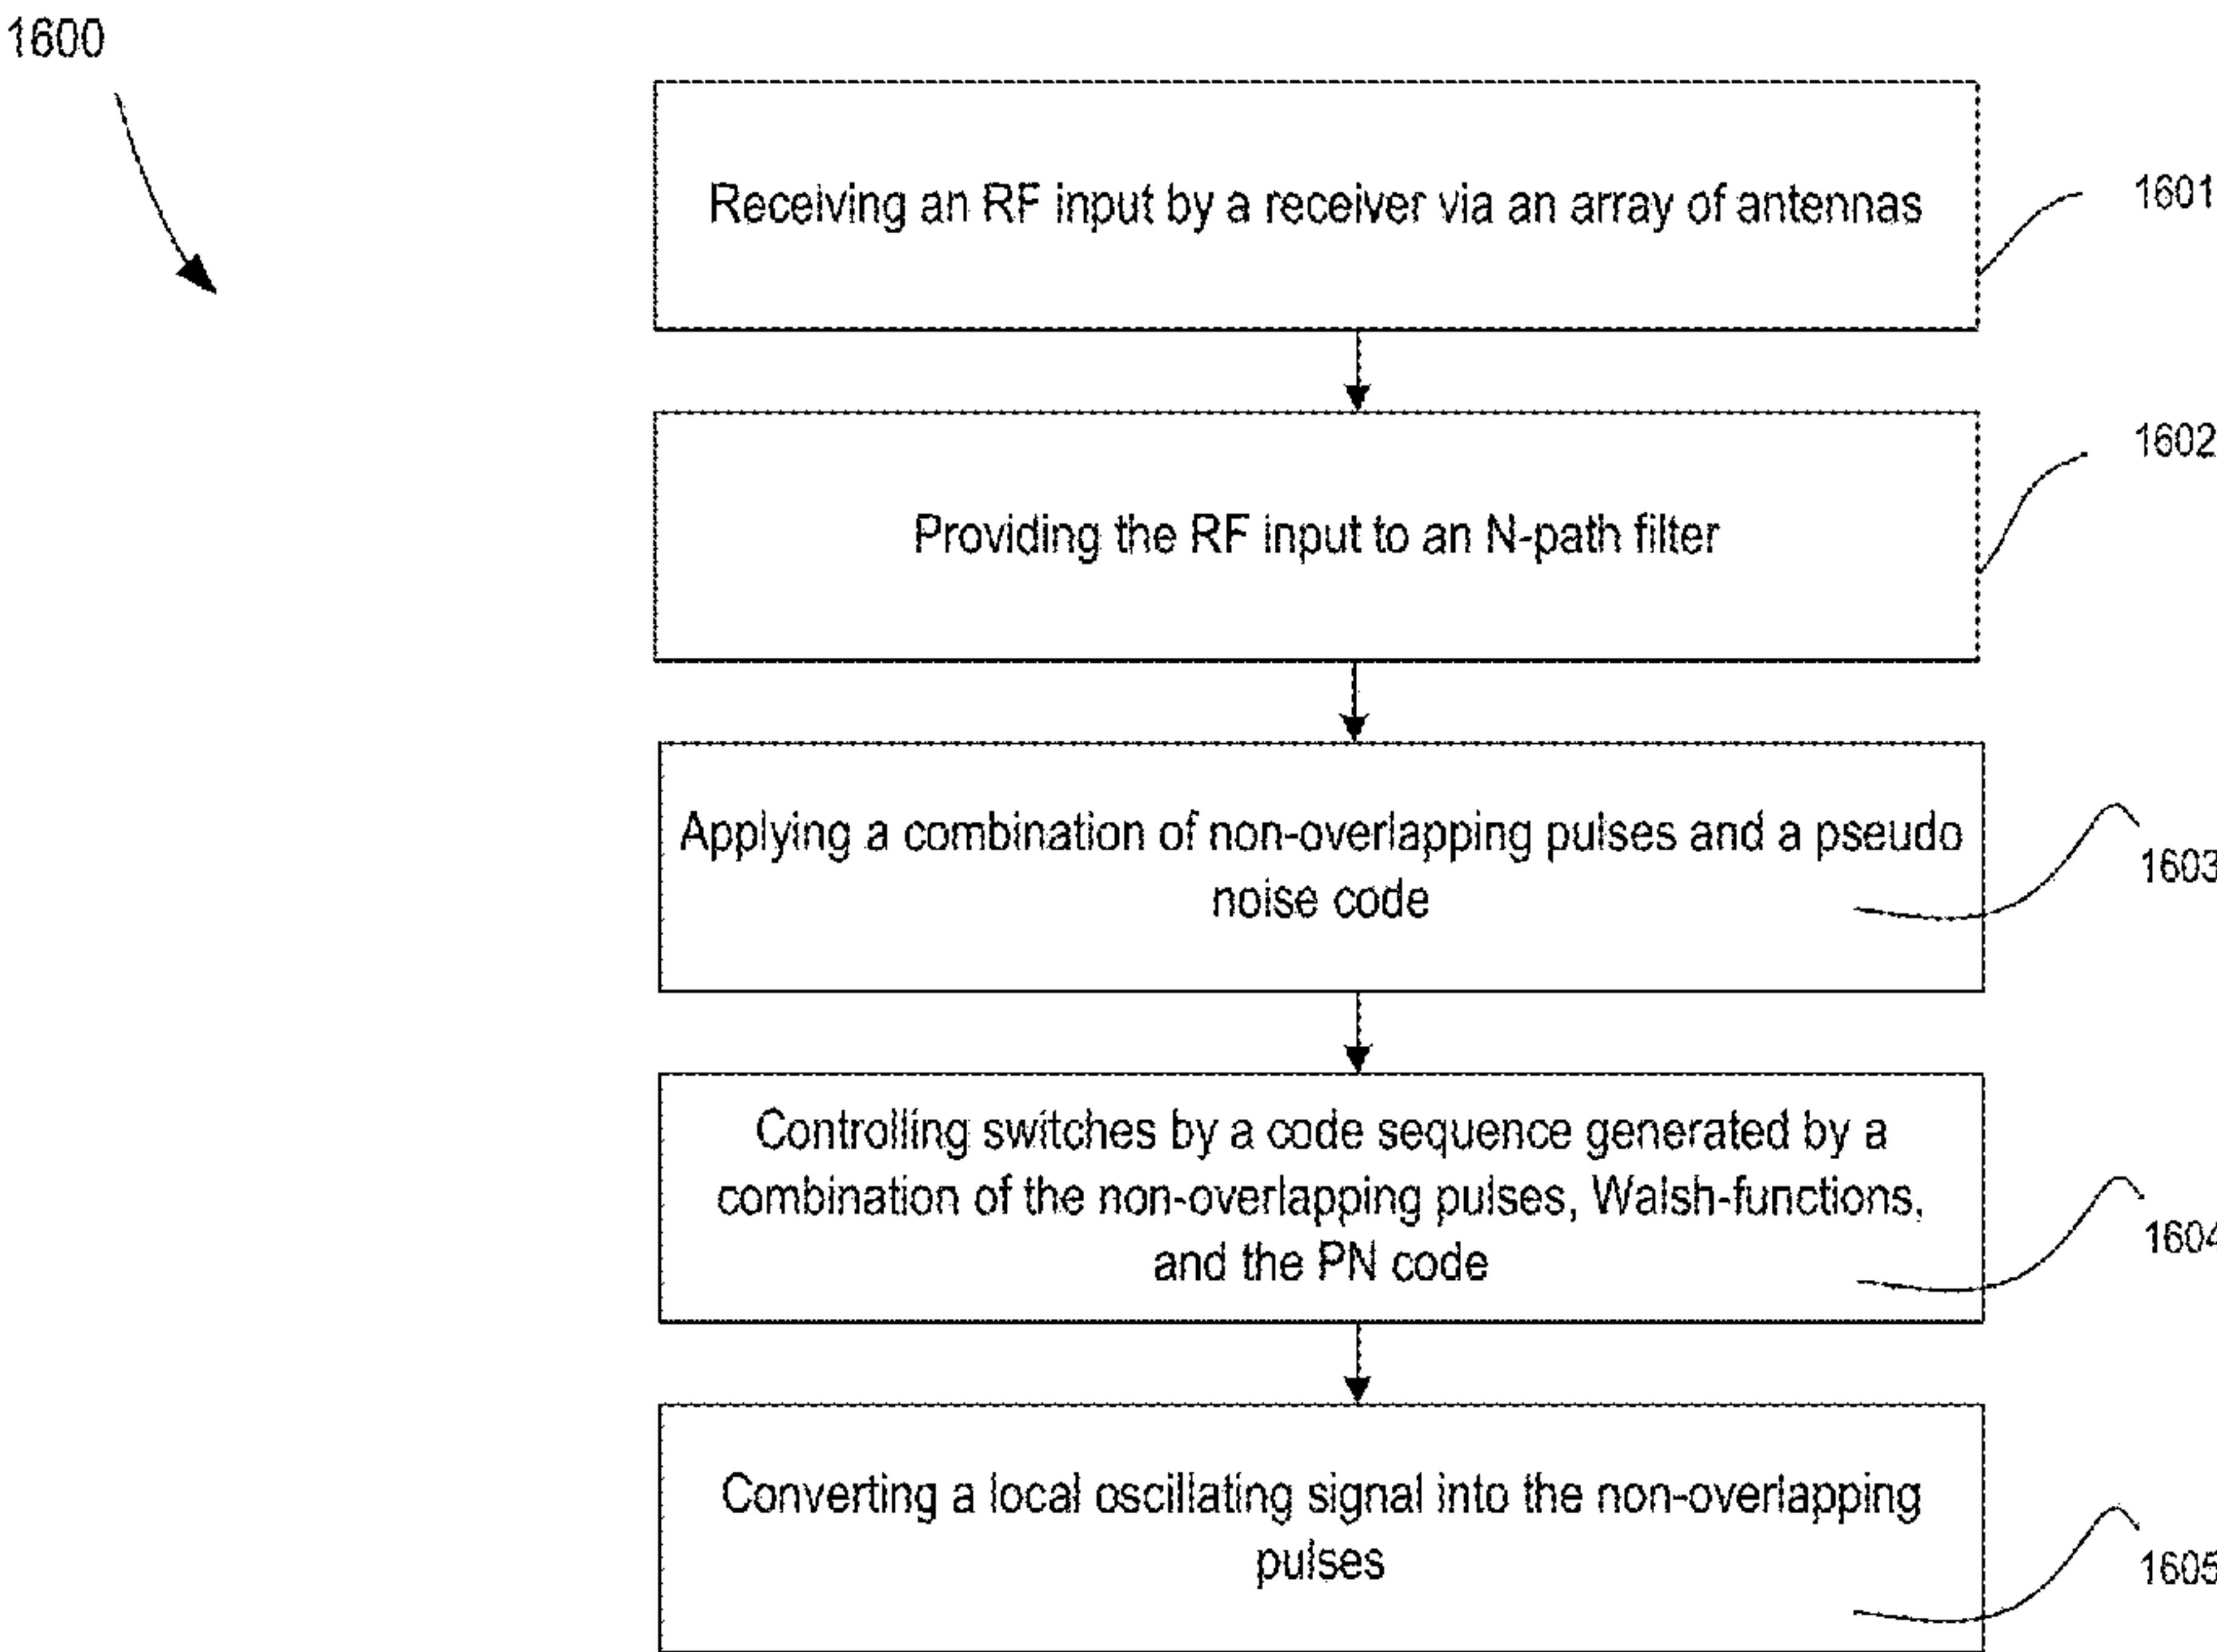 1600
Receiving an RF input by a receiver via an array of antennas
1601
Providing the RF input to an N-path filter
1602
Applying a combination of non-overlapping pulses and a pseudo
noise code
1603
Controlling switches by a code sequence generated by a
combination of the non-overlapping pulses, Walsh-functions,
and the PN code
1604
Converting a local oscillating signal into the non-overlapping
pulses
1605